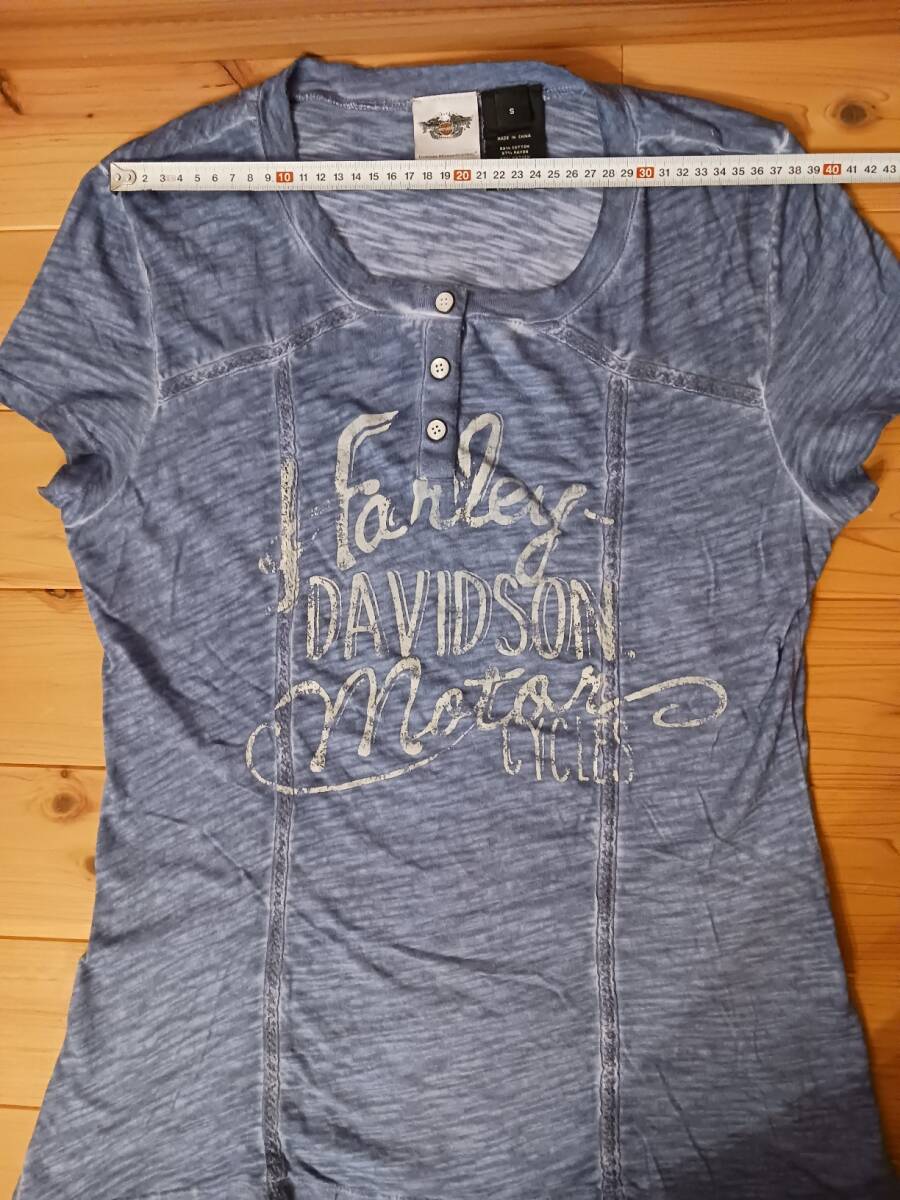 S
MADE IN CHINA
2 3 4 5 6 7 8 9 10 11 12 13 14 15 16 17 18 19 20 21 22 23 24 25 26 27 28 29 30 31 32 33 34 35 36 37 38 39 40 41 42 43
Harley-
DAVIDSON
Motor
CYCLES